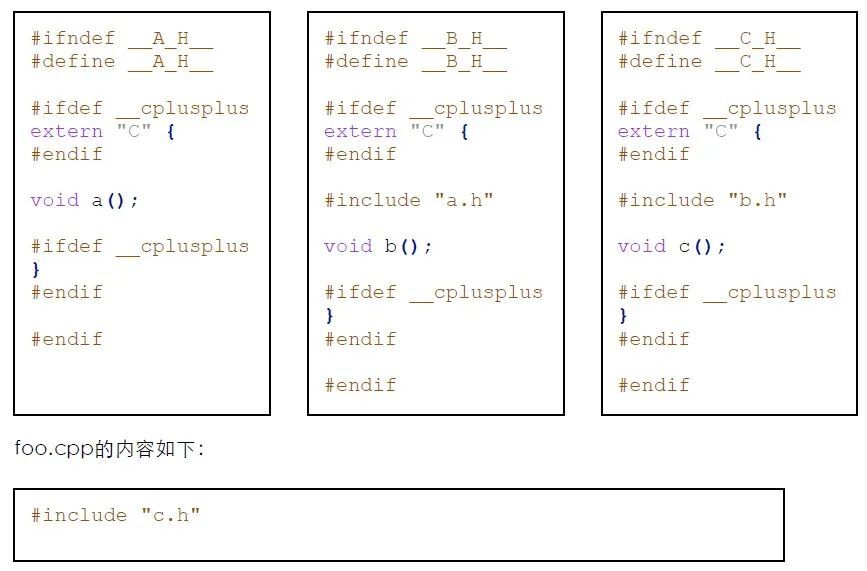 #ifndef __A_H__
#define __A_H__
#ifdef __cplusplus
extern "C" {
#endif
void a();
#ifdef __cplusplus
}
#endif
#endif
#ifndef __B_H__
#define __B_H__
#ifdef __cplusplus
extern "C" {
#endif
#include "a.h"
void b();
#ifdef __cplusplus
}
#endif
#endif
#ifndef __C_H__
#define __C_H__
#ifdef __cplusplus
extern "C" {
#endif
#include "b.h"
void c();
#ifdef __cplusplus
}
#endif
#endif
foo.cpp的内容如下：
#include "c.h"